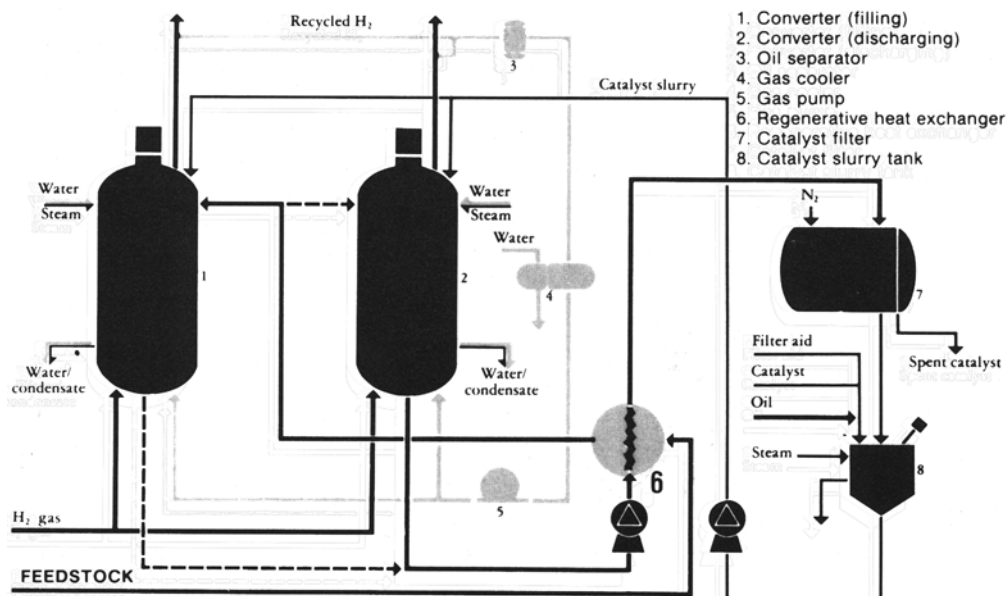 Recycled H₂
3
Catalyst slurry
1. Converter (filling)
2. Converter (discharging)
3. Oil separator
4. Gas cooler
5. Gas pump
6. Regenerative heat exchanger
7. Catalyst filter
8. Catalyst slurry tank
Water
Steam
1
Water
Steam
2
Water
4
N₂
7
Water/
condensate
Water/
condensate
Filter aid
Catalyst
Oil
Spent catalyst
Steam
8
6
5
H₂ gas
FEEDSTOCK